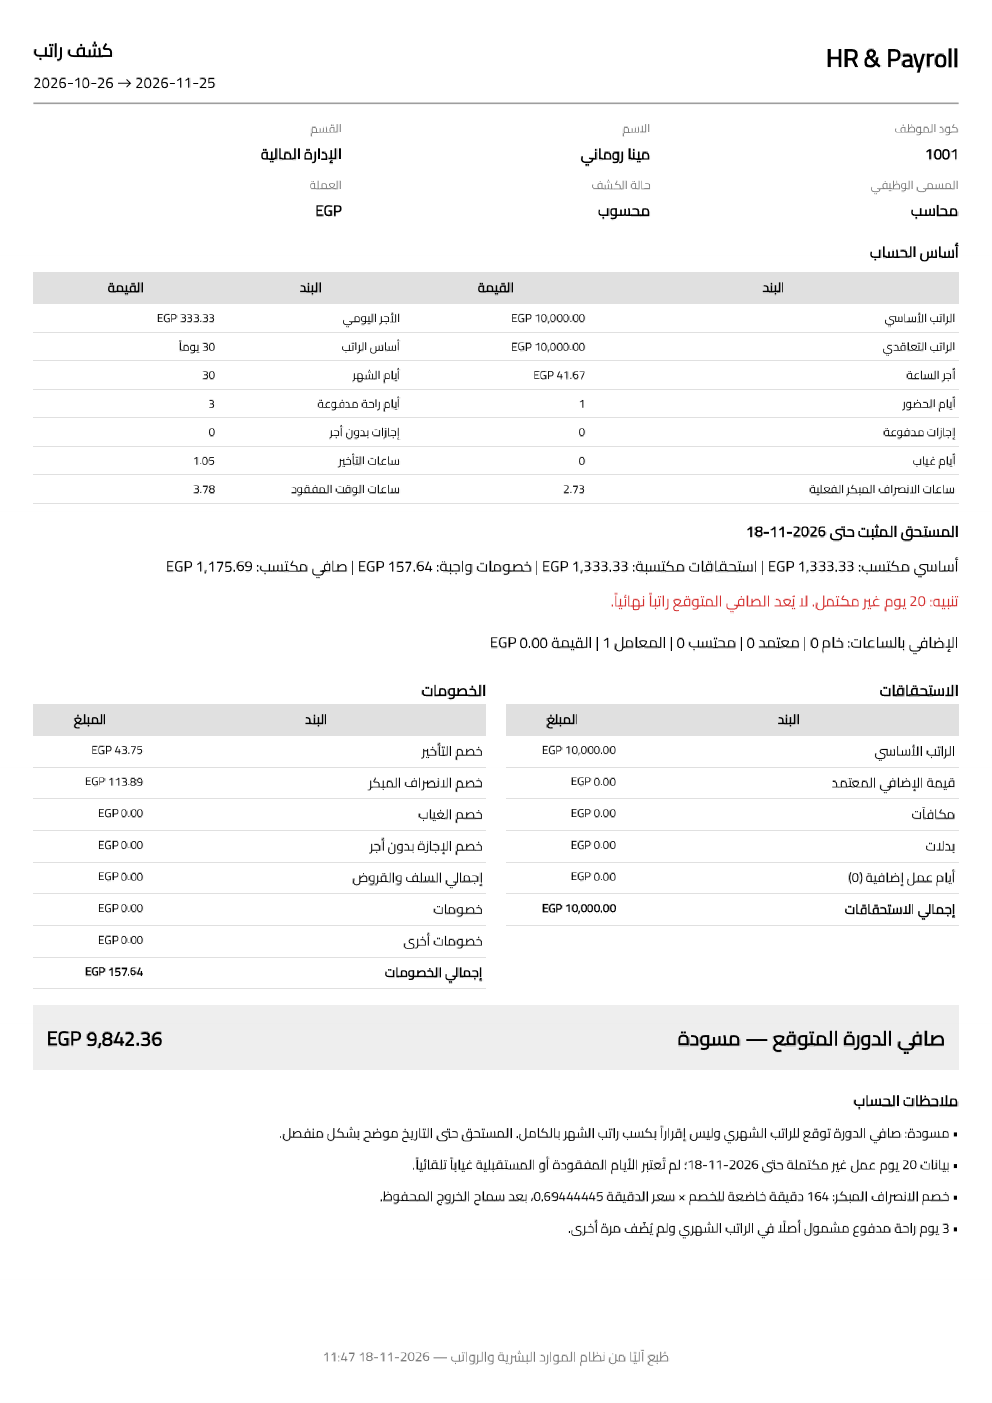 HR & Payroll
كشف راتب
2026-10-26 → 2026-11-25
كود الموظف الاسم القسم
1001 مينا روماني الإدارة المالية
المسمى الوظيفي حالة الكشف العملة
محاسب محسوب EGP
أساس الحساب
البند القيمة البند القيمة
الراتب الأساسي EGP 10,000.00 الأجر اليومي EGP 333.33
الراتب التعاقدي EGP 10,000.00 أساس الراتب 30 يوماً
أجر الساعة EGP 41.67 أيام الشهر 30
أيام الحضور 1 أيام راحة مدفوعة 3
إجازات مدفوعة 0 إجازات بدون أجر 0
أيام غياب 0 ساعات التأخير 1.05
ساعات الانصراف المبكر الفعلية 2.73 ساعات الوقت المفقود 3.78
المستحق المثبت حتى 2026-11-18
أساسي مكتسب: EGP 1,333.33 | استحقاقات مكتسبة: EGP 1,333.33 | خصومات واجبة: EGP 157.64 | صافي مكتسب: EGP 1,175.69
تنبيه: 20 يوم غير مكتمل. لا يُعد الصافي المتوقع راتباً نهائياً.
الإضافي بالساعات: خام 0 | معتمد 0 | محتسب 0 | المعامل 1 | القيمة EGP 0.00
الاستحقاقات
البند المبلغ
الراتب الأساسي EGP 10,000.00
قيمة الإضافي المعتمد EGP 0.00
مكافآت EGP 0.00
بدلات EGP 0.00
أيام عمل إضافية (0) EGP 0.00
إجمالي الاستحقاقات EGP 10,000.00
الخصومات
البند المبلغ
خصم التأخير EGP 43.75
خصم الانصراف المبكر EGP 113.89
خصم الغياب EGP 0.00
خصم الإجازة بدون أجر EGP 0.00
إجمالي السلف والقروض EGP 0.00
خصومات EGP 0.00
خصومات أخرى EGP 0.00
إجمالي الخصومات EGP 157.64
صافي الدورة المتوقع — مسودة EGP 9,842.36
ملاحظات الحساب
• مسودة: صافي الدورة توقع للراتب الشهري وليس إقراراً بكسب راتب الشهر بالكامل. المستحق حتى التاريخ موضح بشكل منفصل.
• بيانات 20 يوم عمل غير مكتملة حتى 2026-11-18؛ لم تُعتبر الأيام المفقودة أو المستقبلية غياباً تلقائياً.
• خصم الانصراف المبكر: 164 دقيقة خاضعة للخصم × سعر الدقيقة 0.69444445، بعد سماح الخروج المحفوظ.
• 3 يوم راحة مدفوع مشمول أصلًا في الراتب الشهري ولم يُضَف مرة أخرى.
طُبع آليًا من نظام الموارد البشرية والرواتب — 2026-11-18 11:47